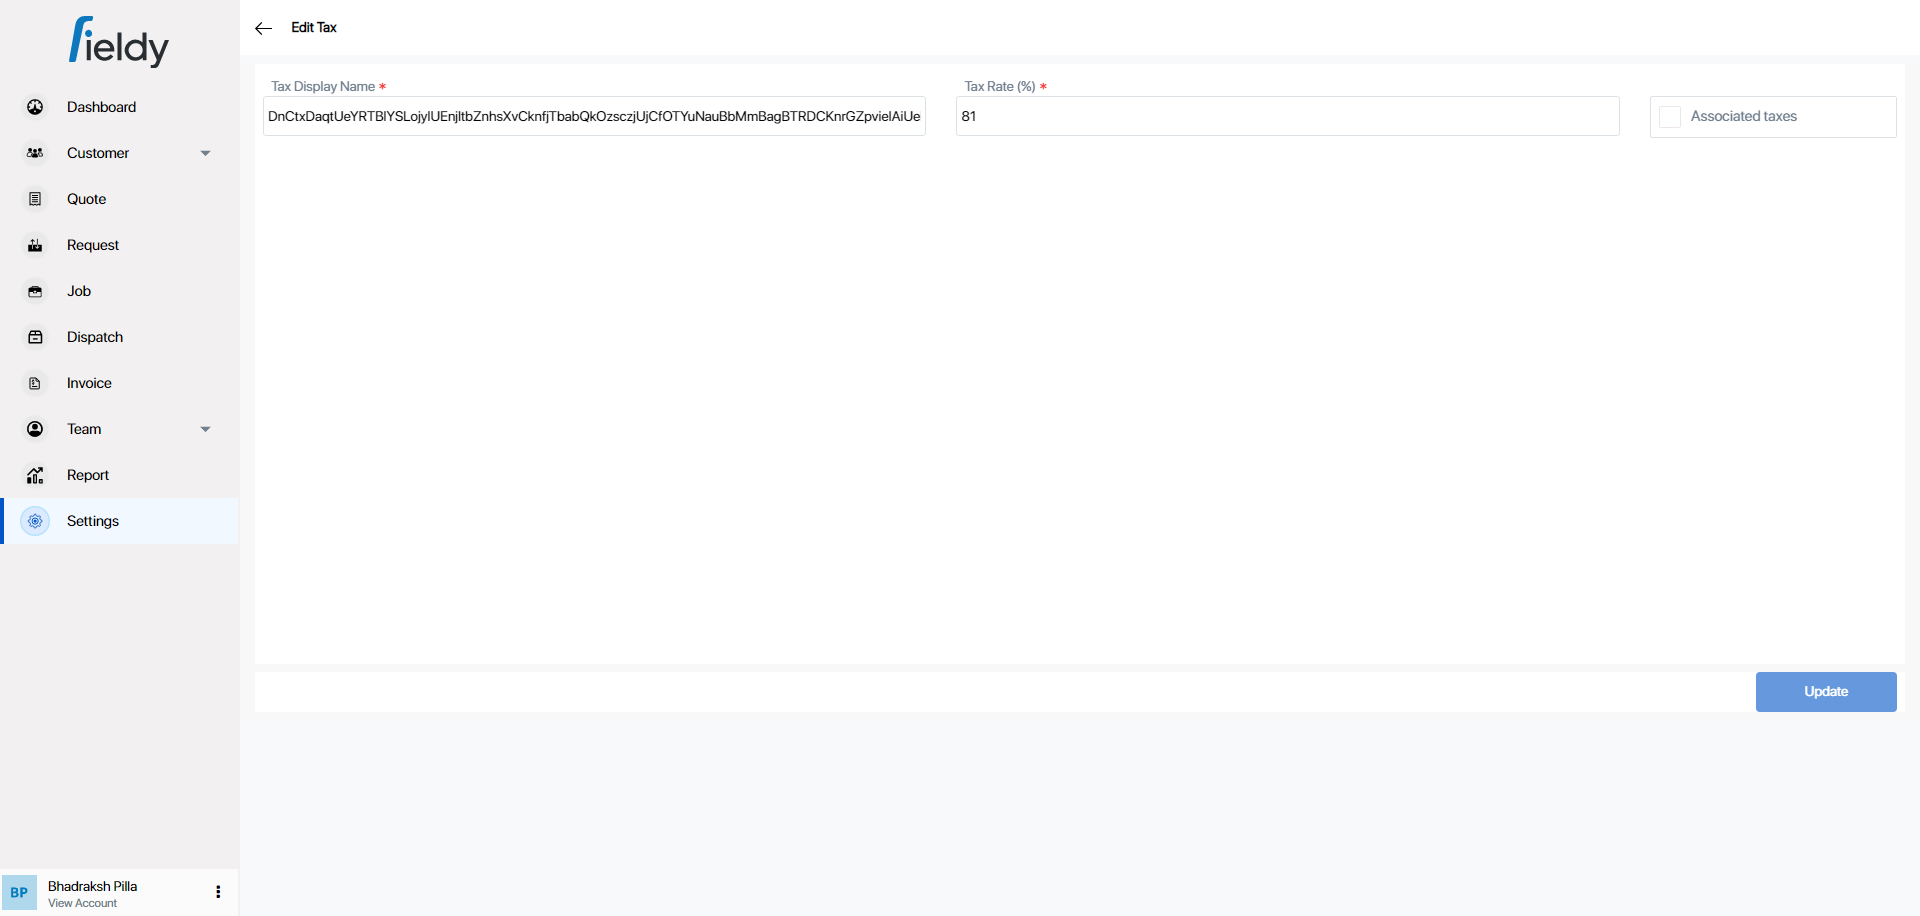 fieldy
Dashboard
Customer
Quote
Request
Job
Dispatch
Invoice
Team
Report
Settings
BP
Bhadraksh Pilla
View Account
Edit Tax
Tax Display Name *
Tax Rate (%) *
81
Associated taxes
Update